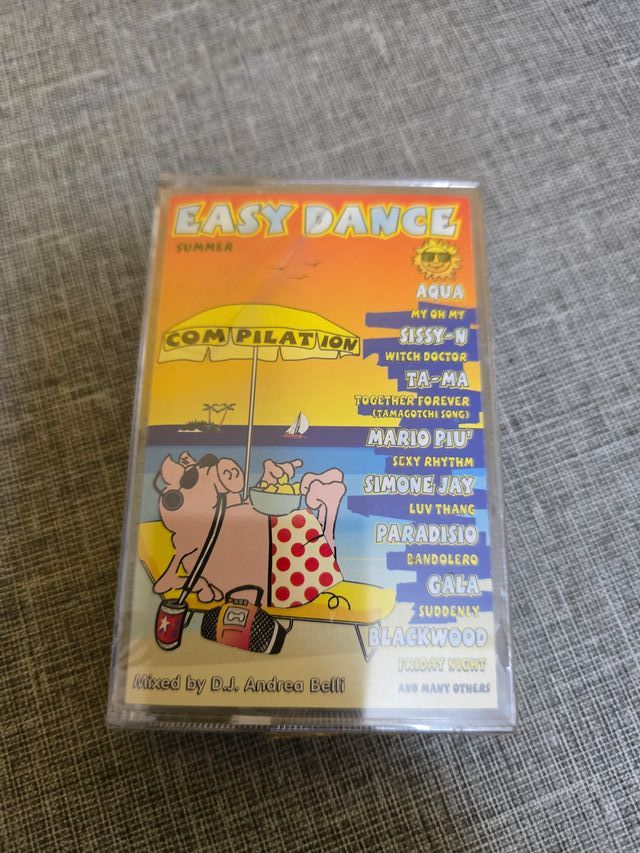 EASY DANCE
SUMMER
COMPILATION
AQUA
MY OH MY
SISSY-N
WITCH DOCTOR
TA-MA
TOGETHER FOREVER
(TAMAGOTCHI SONG)
MARIO PIU'
SEXY RHYTHM
SIMONE JAY
LUV THANG
PARADISIO
BANDOLERO
GALA
SUDDENLY
BLACKWOOD
FRIDAY NIGHT
AND MANY OTHERS
Mixed by D.J. Andrea Belli